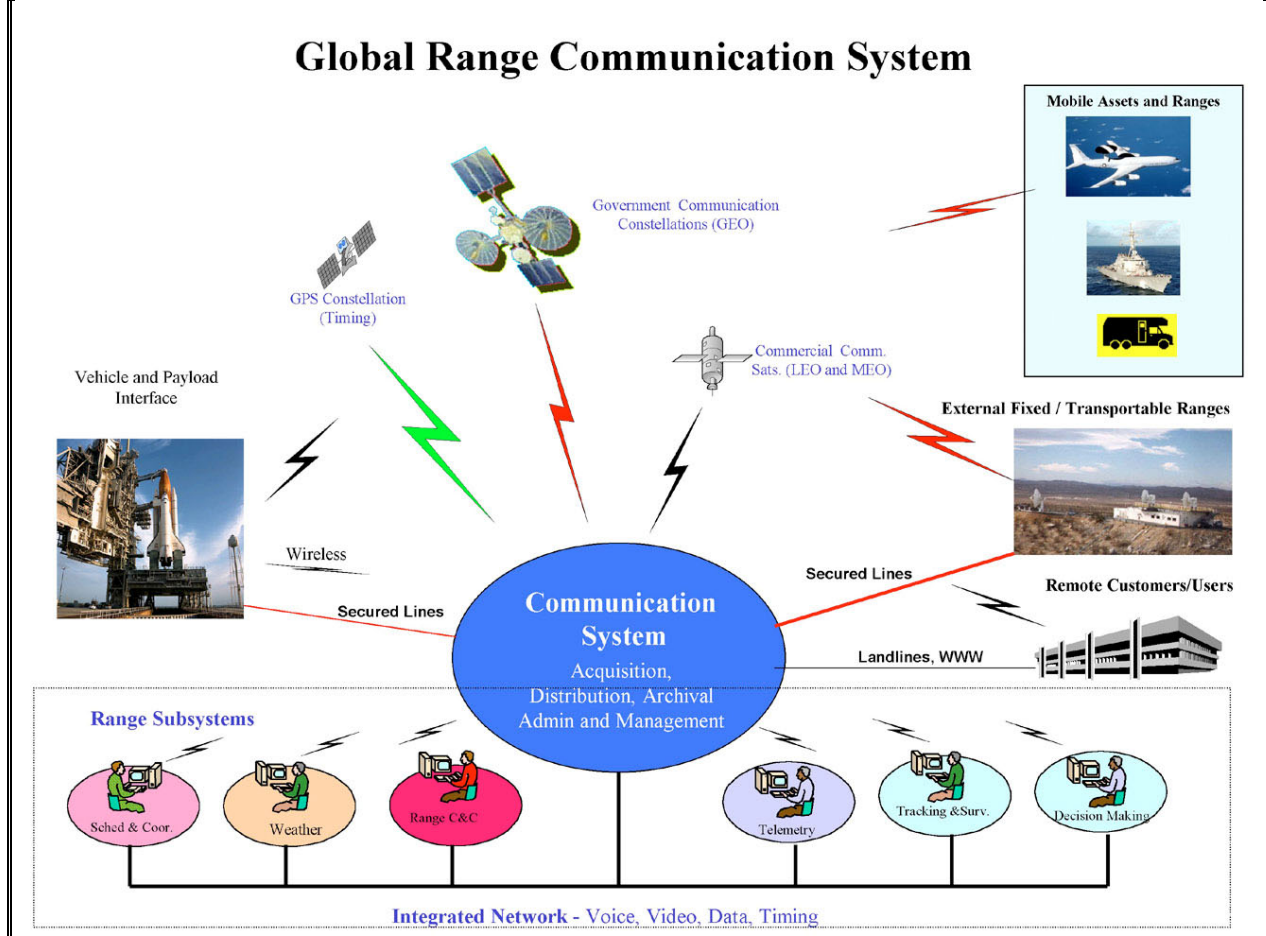 Global Range Communication System
Mobile Assets and Ranges
Government Communication
Constellations (GEO)
GPS Constellation
(Timing)
Commercial Comm.
Sats. (LEO and MEO)
Vehicle and Payload
Interface
External Fixed / Transportable Ranges
Wireless
Secured Lines
Secured Lines
Remote Customers/Users
Landlines, WWW
Communication
System
Acquisition,
Distribution, Archival
Admin and Management
Range Subsystems
Sched & Coor.
Weather
Range C&C
Telemetry
Tracking &Surv.
Decision Making
Integrated Network - Voice, Video, Data, Timing